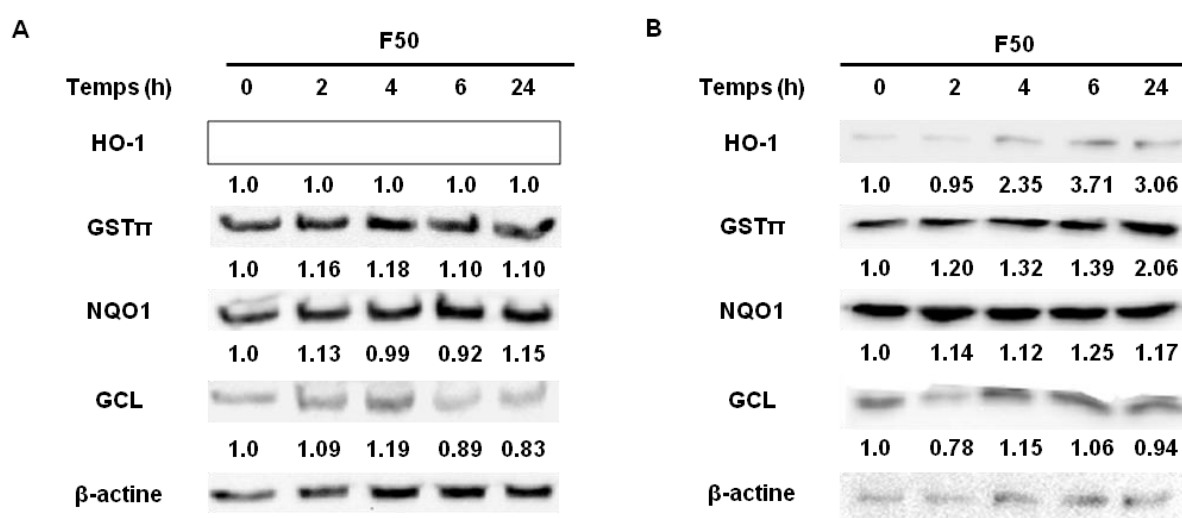 A
F50
Temps (h) 0 2 4 6 24
HO-1
1.0 1.0 1.0 1.0 1.0
GSTπ
1.0 1.16 1.18 1.10 1.10
NQO1
1.0 1.13 0.99 0.92 1.15
GCL
1.0 1.09 1.19 0.89 0.83
β-actine
B
F50
Temps (h) 0 2 4 6 24
HO-1
1.0 0.95 2.35 3.71 3.06
GSTπ
1.0 1.20 1.32 1.39 2.06
NQO1
1.0 1.14 1.12 1.25 1.17
GCL
1.0 0.78 1.15 1.06 0.94
β-actine